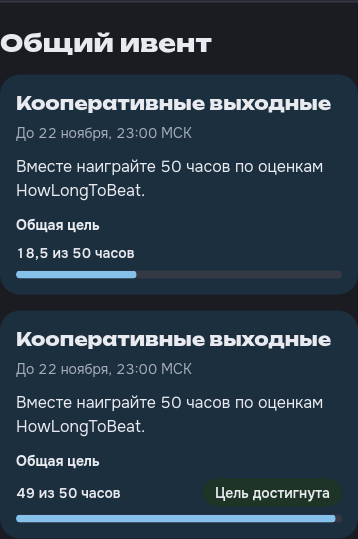 Общий ивент
Кооперативные выходные
До 22 ноября, 23:00 МСК
Вместе наиграйте 50 часов по оценкам
HowLongToBeat.
Общая цель
18,5 из 50 часов
Кооперативные выходные
До 22 ноября, 23:00 МСК
Вместе наиграйте 50 часов по оценкам
HowLongToBeat.
Общая цель
49 из 50 часов Цель достигнута